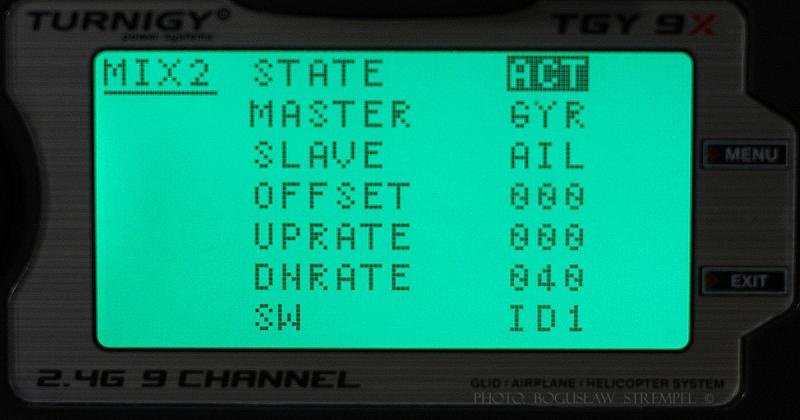 TURNIGY®
power systems
TGY 9X
MIX2 STATE ACT
MASTER GYR
SLAVE AIL
OFFSET 000
UPRATE 000
DNRATE 040
SW ID1
MENU
EXIT
2.4G 9 CHANNEL
GLID / AIRPLANE / HELICOPTER SYSTEM
PHOTO. BOGUSŁAW STREMPEL ©